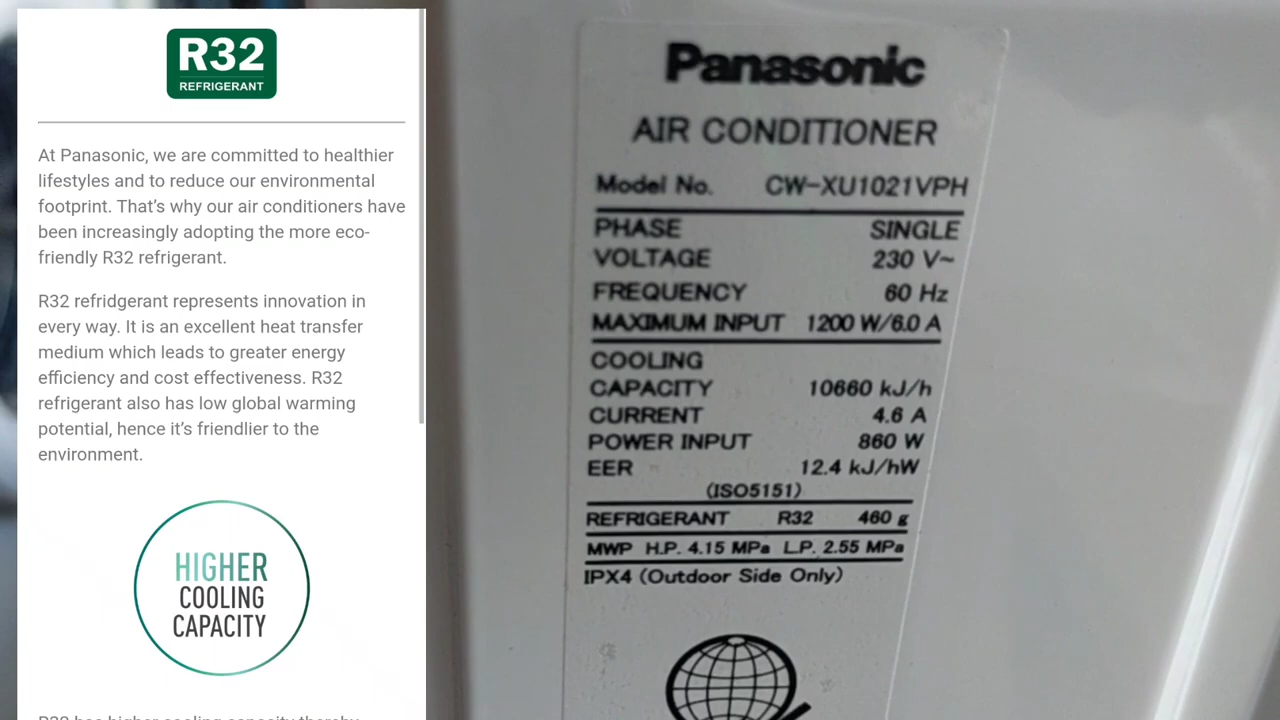 R32
REFRIGERANT
At Panasonic, we are committed to healthier
lifestyles and to reduce our environmental
footprint. That's why our air conditioners have
been increasingly adopting the more eco-
friendly R32 refrigerant.
R32 refridgerant represents innovation in
every way. It is an excellent heat transfer
medium which leads to greater energy
efficiency and cost effectiveness. R32
refrigerant also has low global warming
potential, hence it's friendlier to the
environment.
HIGHER
COOLING
CAPACITY
Panasonic
AIR CONDITIONER
Model No. CW-XU1021VPH
PHASE SINGLE
VOLTAGE 230 V~
FREQUENCY 60 Hz
MAXIMUM INPUT 1200 W/6.0 A
COOLING
CAPACITY 10660 kJ/h
CURRENT 4.6 A
POWER INPUT 860 W
EER 12.4 kJ/hW
(ISO5151)
REFRIGERANT R32 460 g
MWP H.P. 4.15 MPa L.P. 2.55 MPa
IPX4 (Outdoor Side Only)